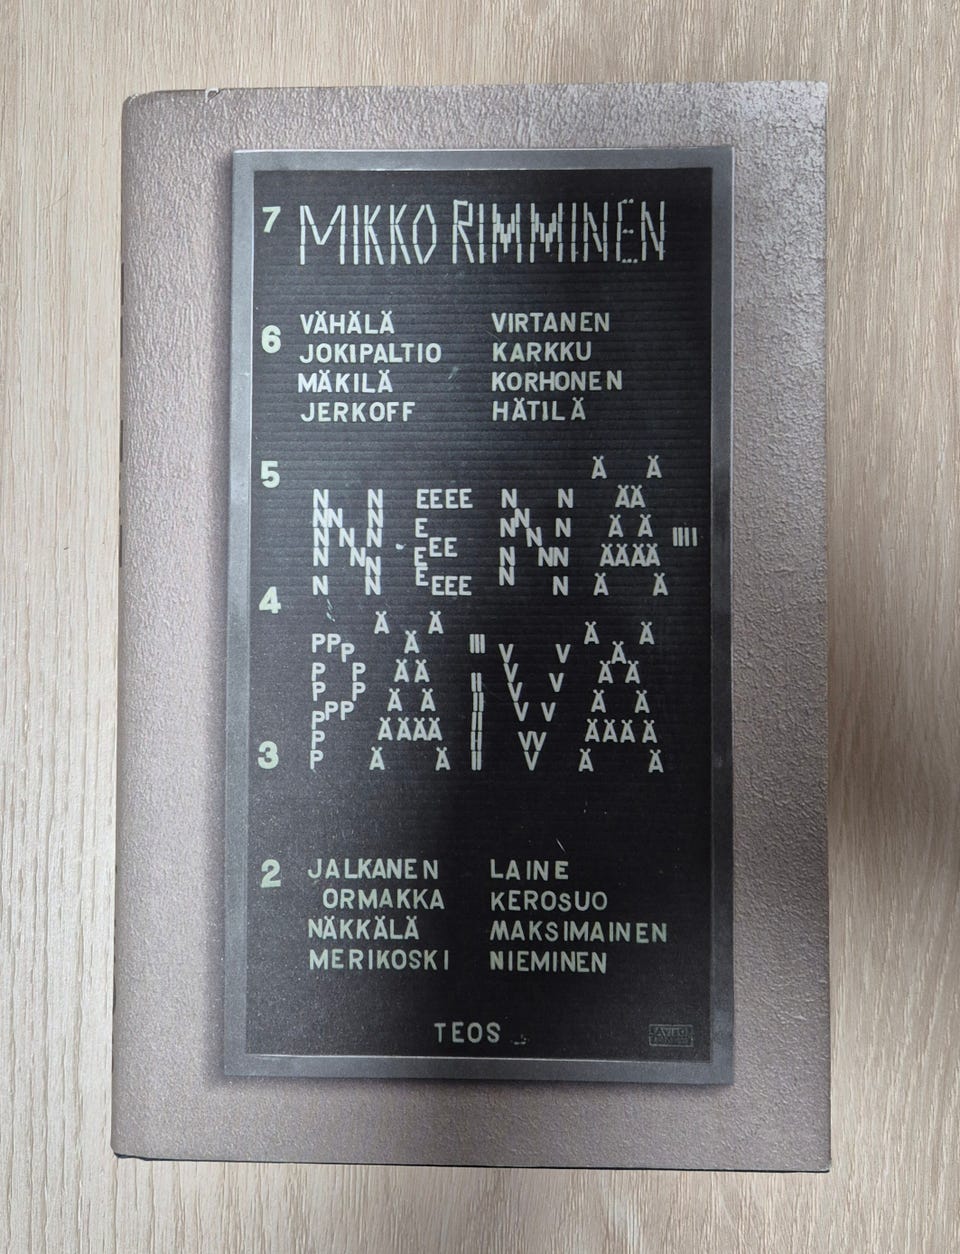 7 MIKKO RIMMINEN
6 VÄHÄLÄ VIRTANEN
JOKIPALTIO KARKKU
MÄKILÄ KORHONEN
JERKOFF HÄTILÄ
5 NENÄ-
4
PÄIVÄ
3
2 JALKANEN LAINE
ORMAKKA KEROSUO
NÄKKÄLÄ MAKSIMAINEN
MERIKOSKI NIEMINEN
TEOS